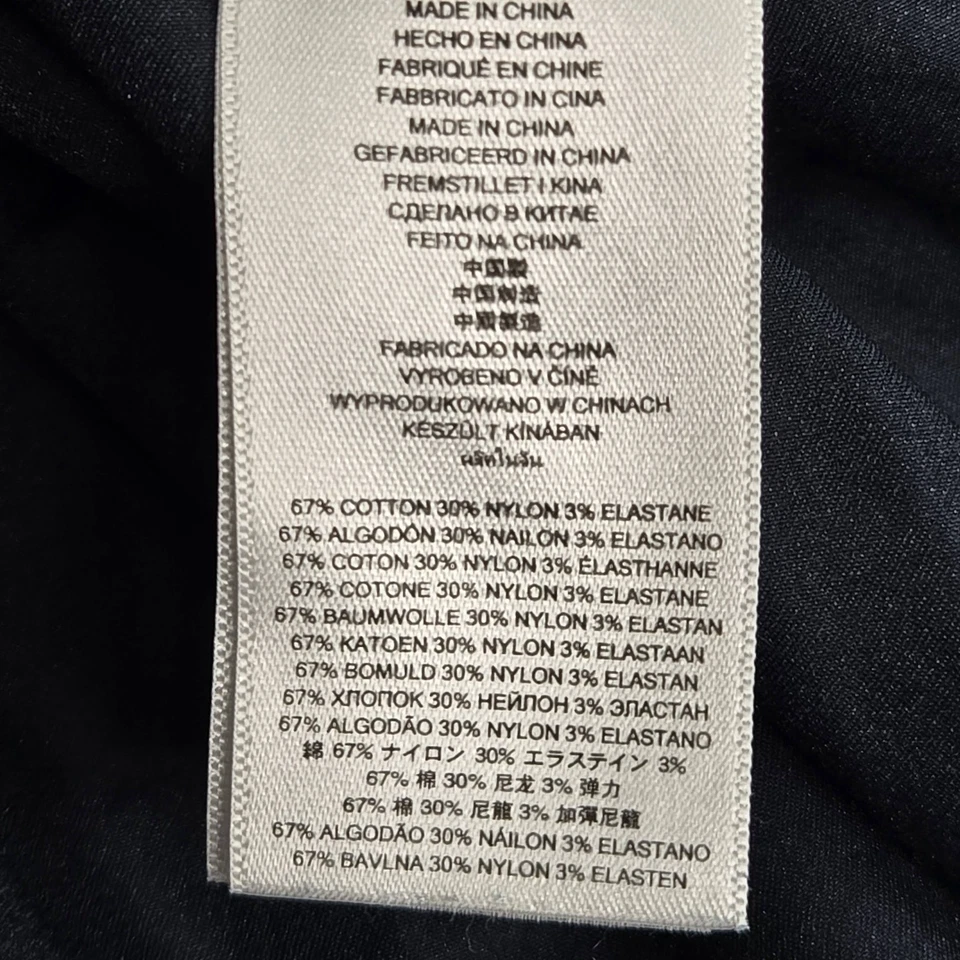 MADE IN CHINA
HECHO EN CHINA
FABRIQUÉ EN CHINE
FABBRICATO IN CINA
MADE IN CHINA
GEFABRICEERD IN CHINA
FREMSTILLET I KINA
СДЕЛАНО В КИТАЕ
FEITO NA CHINA
中国製
中国制造
中國製造
FABRICADO NA CHINA
VYROBENO V ČÍNĚ
WYPRODUKOWANO W CHINACH
KÉSZÜLT KÍNÁBAN
ผลิตในจีน
67% COTTON 30% NYLON 3% ELASTANE
67% ALGODÓN 30% NAILON 3% ELASTANO
67% COTON 30% NYLON 3% ÉLASTHANNE
67% COTONE 30% NYLON 3% ELASTANE
67% BAUMWOLLE 30% NYLON 3% ELASTAN
67% KATOEN 30% NYLON 3% ELASTAAN
67% BOMULD 30% NYLON 3% ELASTAN
67% ХЛОПОК 30% НЕЙЛОН 3% ЭЛАСТАН
67% ALGODÃO 30% NYLON 3% ELASTANO
綿 67% ナイロン 30% エラステイン 3%
67% 棉 30% 尼龙 3% 弹力
67% 棉 30% 尼龍 3% 加彈尼龍
67% ALGODÃO 30% NÁILON 3% ELASTANO
67% BAVLNA 30% NYLON 3% ELASTEN